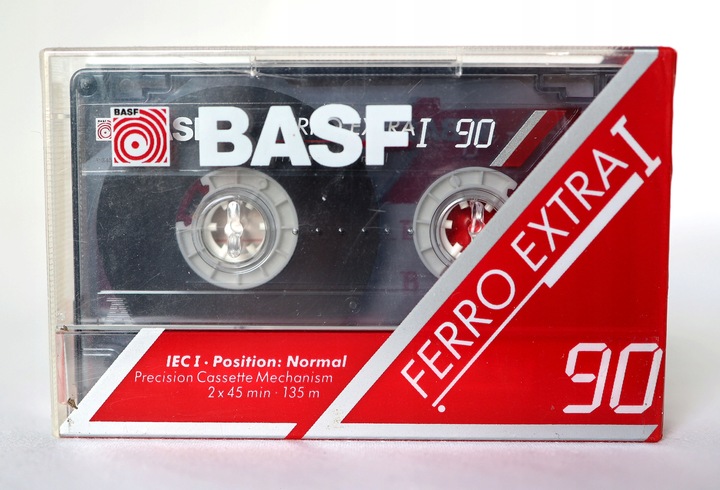 BASF
BASF
FERRO EXTRA I 90
FERRO EXTRA I
IEC I · Position: Normal
Precision Cassette Mechanism
2 x 45 min · 135 m
90